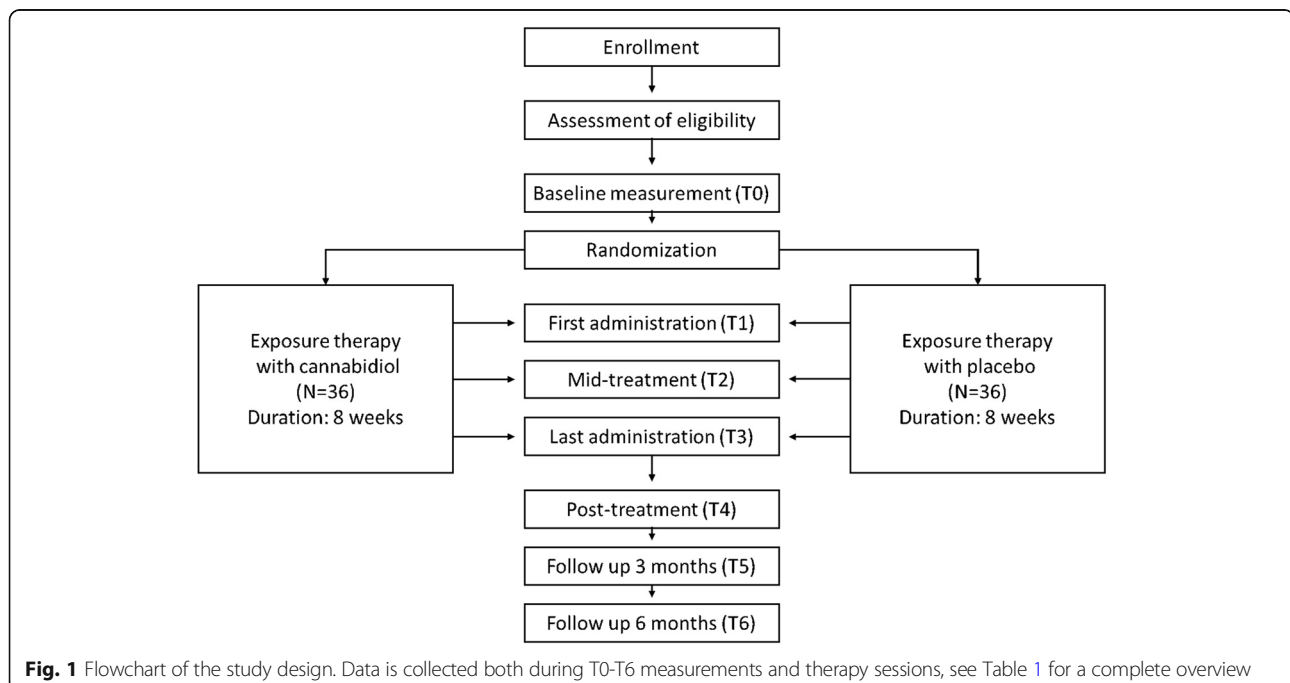 Enrollment
Assessment of eligibility
Baseline measurement (T0)
Randomization
Exposure therapy
with cannabidiol
(N=36)
Duration: 8 weeks
First administration (T1)
Mid-treatment (T2)
Last administration (T3)
Exposure therapy
with placebo
(N=36)
Duration: 8 weeks
Post-treatment (T4)
Follow up 3 months (T5)
Follow up 6 months (T6)
Fig. 1 Flowchart of the study design. Data is collected both during T0-T6 measurements and therapy sessions, see Table 1 for a complete overview